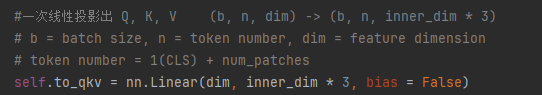 #一次线性投影出 Q, K, V    (b, n, dim) -> (b, n, inner_dim * 3)
# b = batch size, n = token number, dim = feature dimension
# token number = 1(CLS) + num_patches
self.to_qkv = nn.Linear(dim, inner_dim * 3, bias = False)